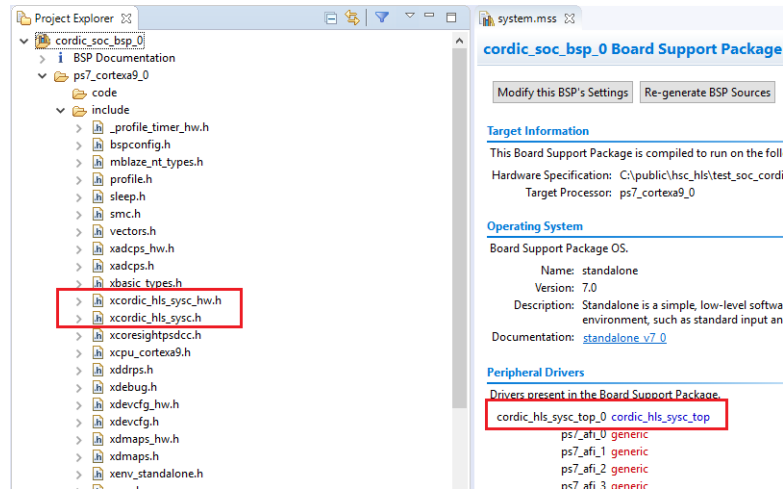 Project Explorer
cordic_soc_bsp_0
BSP Documentation
ps7_cortexa9_0
code
include
_profile_timer_hw.h
bspconfig.h
mblaze_nt_types.h
profile.h
sleep.h
smc.h
vectors.h
xadcps_hw.h
xadcps.h
xbasic_types.h
xcordic_hls_sysc_hw.h
xcordic_hls_sysc.h
xcoresightpsdcc.h
xcpu_cortexa9.h
xddrps.h
xdebug.h
xdevcfg_hw.h
xdevcfg.h
xdmaps_hw.h
xdmaps.h
xenv_standalone.h
system.mss
cordic_soc_bsp_0 Board Support Package
Modify this BSP's Settings Re-generate BSP Sources
Target Information
This Board Support Package is compiled to run on the foll
Hardware Specification: C:\public\hsc_hls\test_soc_cordi
Target Processor: ps7_cortexa9_0
Operating System
Board Support Package OS.
Name: standalone
Version: 7.0
Description: Standalone is a simple, low-level softwa
environment, such as standard input an
Documentation: standalone_v7_0
Peripheral Drivers
Drivers present in the Board Support Package.
cordic_hls_sysc_top_0 cordic_hls_sysc_top
ps7_afi_0 generic
ps7_afi_1 generic
ps7_afi_2 generic
ps7_afi_3 generic